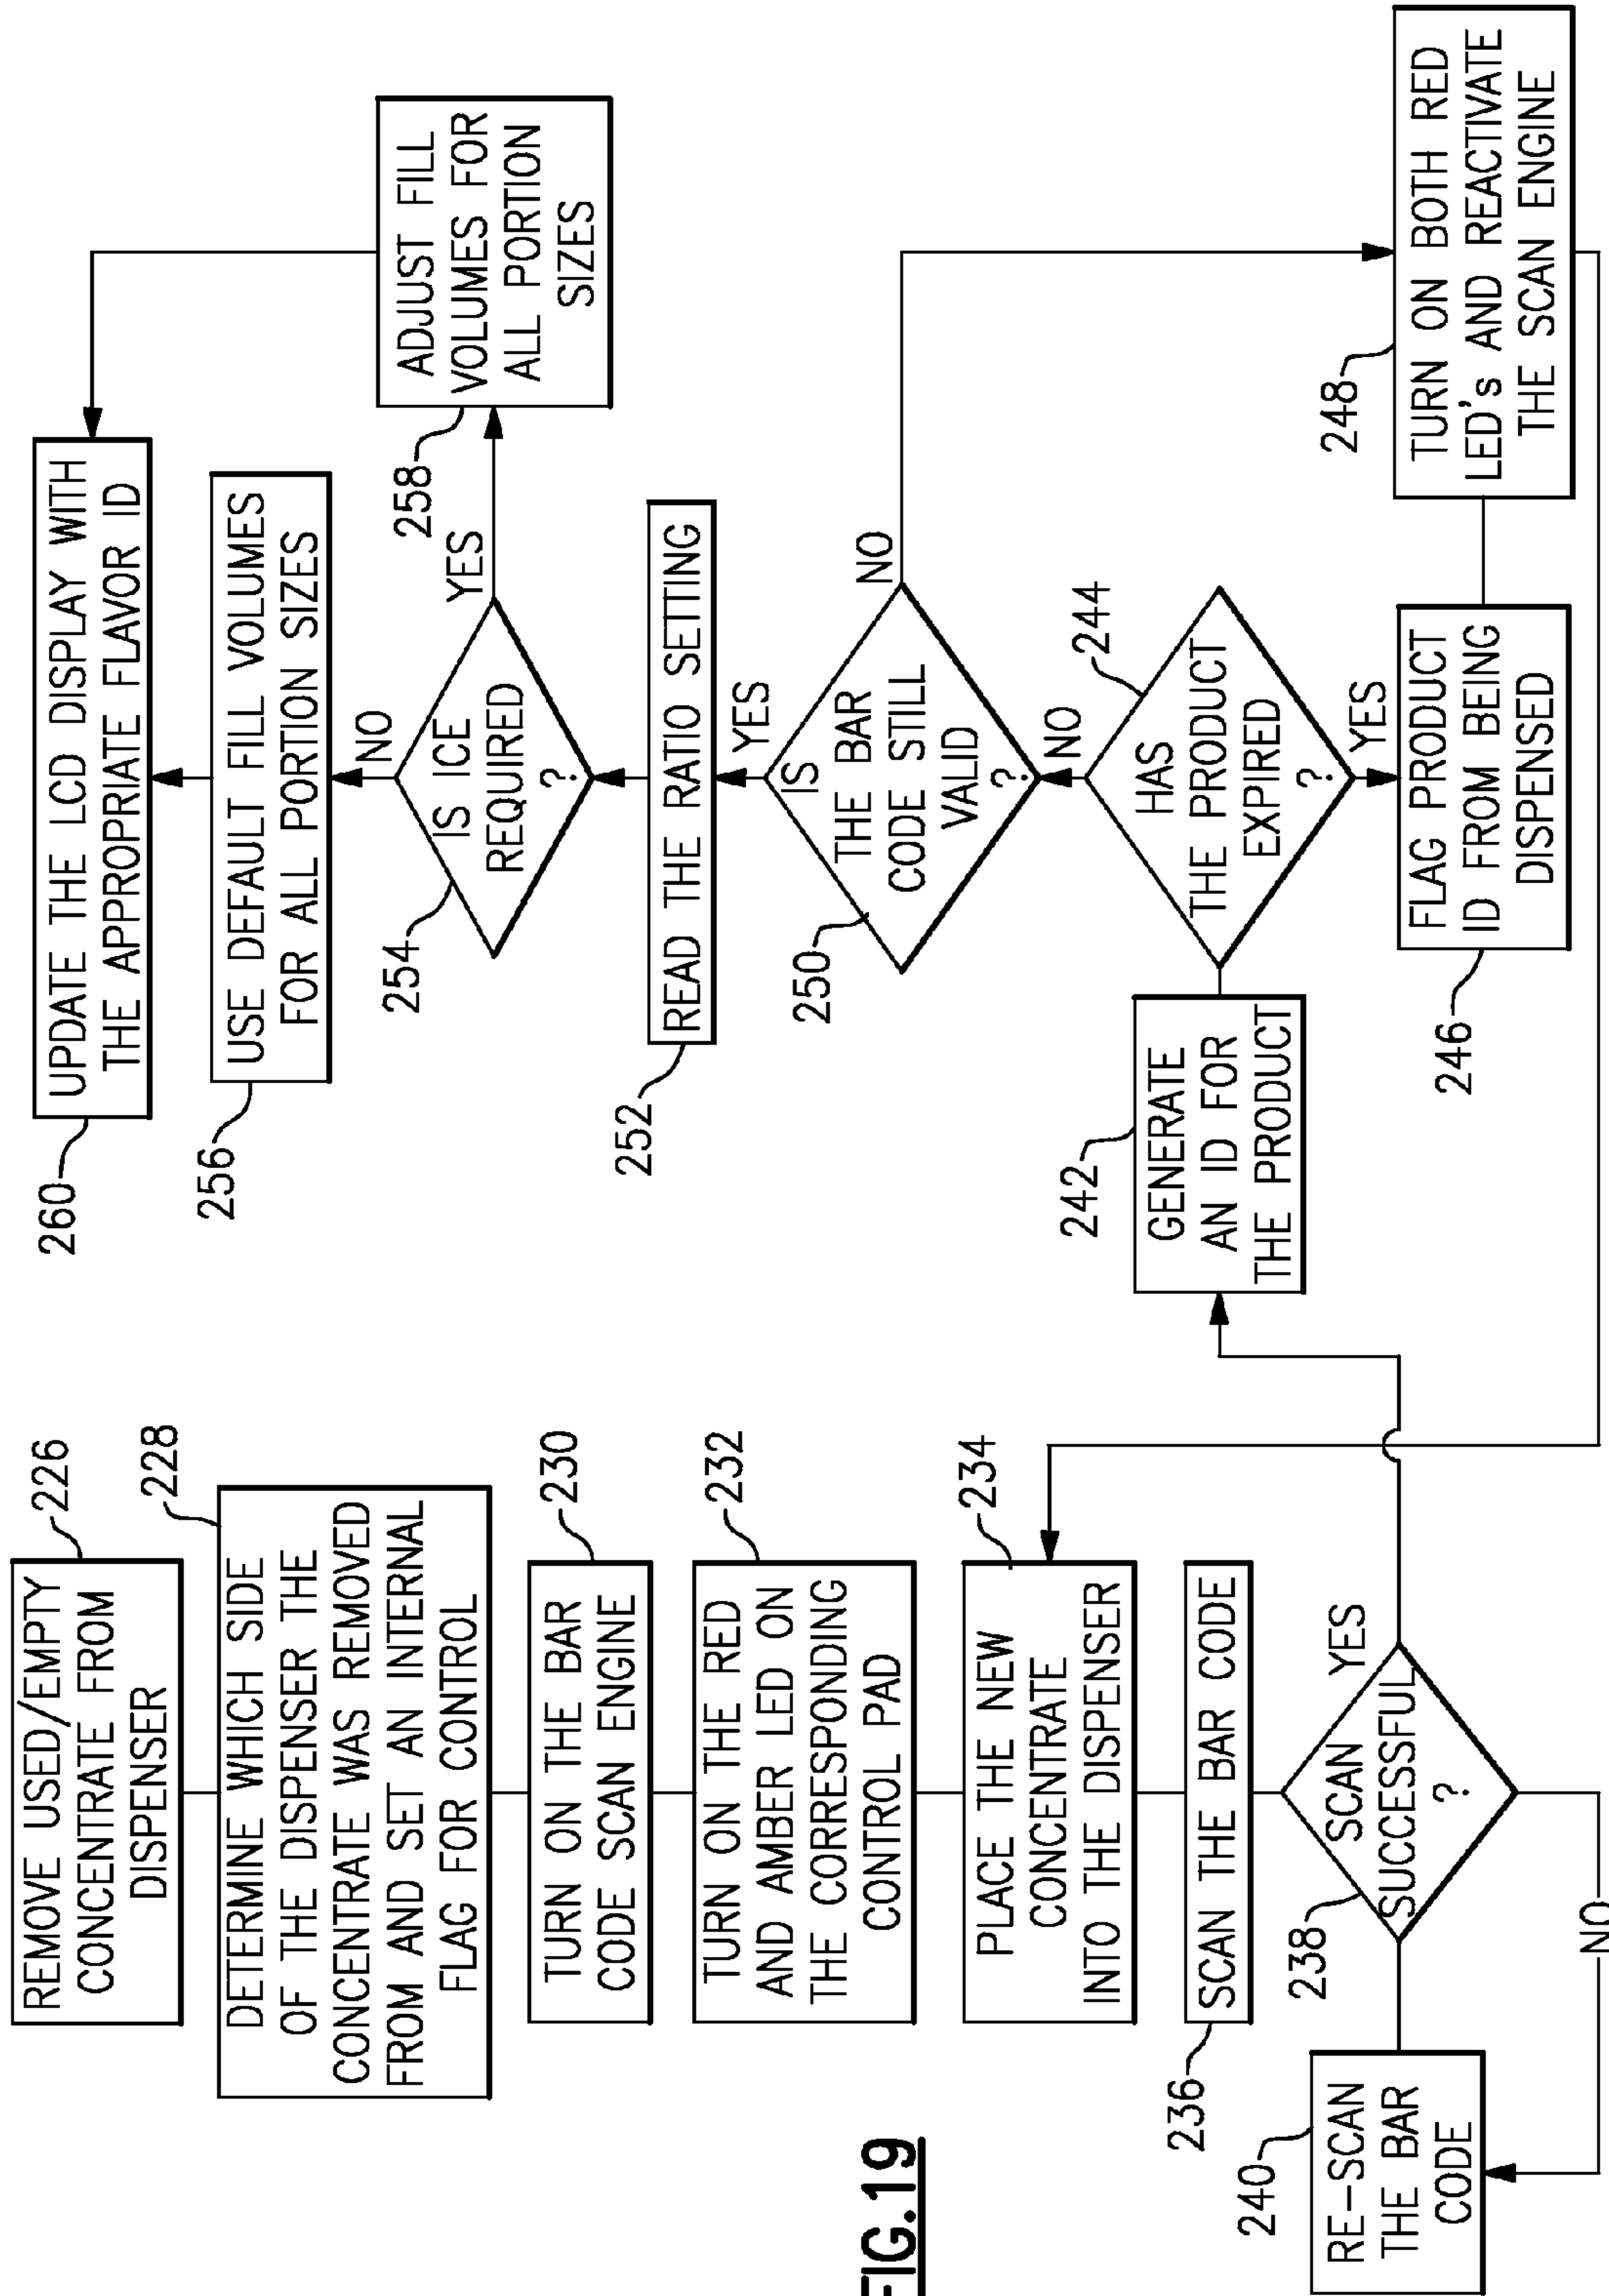 REMOVE USED/EMPTY
CONCENTRATE FROM
DISPENSER
226
DETERMINE WHICH SIDE
OF THE DISPENSER THE
CONCENTRATE WAS REMOVED
FROM AND SET AN INTERNAL
FLAG FOR CONTROL
228
TURN ON THE BAR
CODE SCAN ENGINE
230
TURN ON THE RED
AND AMBER LED ON
THE CORRESPONDING
CONTROL PAD
232
PLACE THE NEW
CONCENTRATE
INTO THE DISPENSER
234
SCAN THE BAR CODE
236
SCAN
SUCCESSFUL
?
238
YES
NO
RE-SCAN
THE BAR
CODE
240
GENERATE
AN ID FOR
THE PRODUCT
242
HAS
THE PRODUCT
EXPIRED
?
244
YES
NO
FLAG PRODUCT
ID FROM BEING
DISPENSED
246
TURN ON BOTH RED
LED's AND REACTIVATE
THE SCAN ENGINE
248
IS
THE BAR
CODE STILL
VALID
?
250
NO
YES
READ THE RATIO SETTING
252
IS ICE
REQUIRED
?
254
NO
YES
USE DEFAULT FILL VOLUMES
FOR ALL PORTION SIZES
256
ADJUST FILL
VOLUMES FOR
ALL PORTION
SIZES
258
UPDATE THE LCD DISPLAY WITH
THE APPROPRIATE FLAVOR ID
260
FIG.19